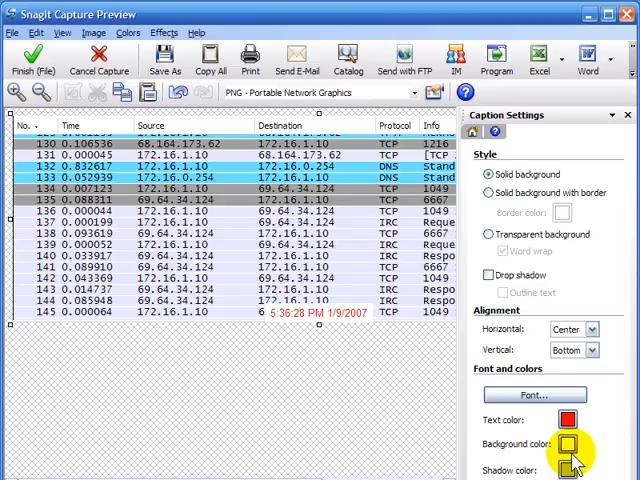 SnagIt Capture Preview
File Edit View Image Colors Effects Help
Finish (File) Cancel Capture Save As Copy All Print Send E-Mail Catalog Send with FTP IM Program Excel Word
PNG - Portable Network Graphics
No. Time Source Destination Protocol Info
130 0.106536 68.164.173.62 172.16.1.10 TCP 1216
131 0.000045 172.16.1.10 68.164.173.62 TCP [TCP
132 0.832617 172.16.1.10 172.16.0.254 DNS Stand
133 0.052939 172.16.0.254 172.16.1.10 DNS Stand
134 0.007123 172.16.1.10 69.64.34.124 TCP 1049
135 0.088311 69.64.34.124 172.16.1.10 TCP 6667
136 0.000044 172.16.1.10 69.64.34.124 TCP 1049
137 0.000199 172.16.1.10 69.64.34.124 IRC Reque
138 0.093619 69.64.34.124 172.16.1.10 TCP 6667
139 0.000052 172.16.1.10 69.64.34.124 IRC Reque
140 0.033917 69.64.34.124 172.16.1.10 IRC Respo
141 0.089910 69.64.34.124 172.16.1.10 TCP 6667
142 0.043369 172.16.1.10 69.64.34.124 TCP 1049
143 0.014737 69.64.34.124 172.16.1.10 IRC Respo
144 0.085948 69.64.34.124 172.16.1.10 IRC Respo
145 0.000064 172.16.1.10 6 TCP 1049
5:36:28 PM 1/9/2007
Caption Settings
Style
Solid background
Solid background with border
Border color:
Transparent background
Word wrap
Drop shadow
Outline text
Alignment
Horizontal: Center
Vertical: Bottom
Font and colors
Font...
Text color:
Background color:
Shadow color: